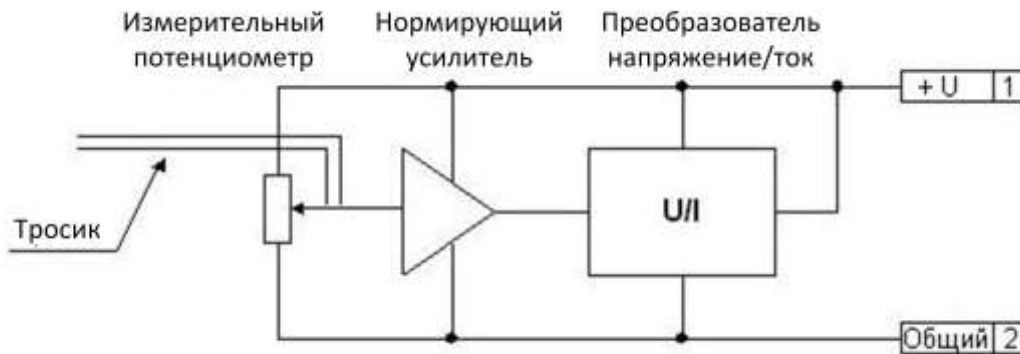 Измерительный
потенциометр
Нормирующий
усилитель
Преобразователь
напряжение/ток
+ U 1
Тросик
U/I
Общий 2